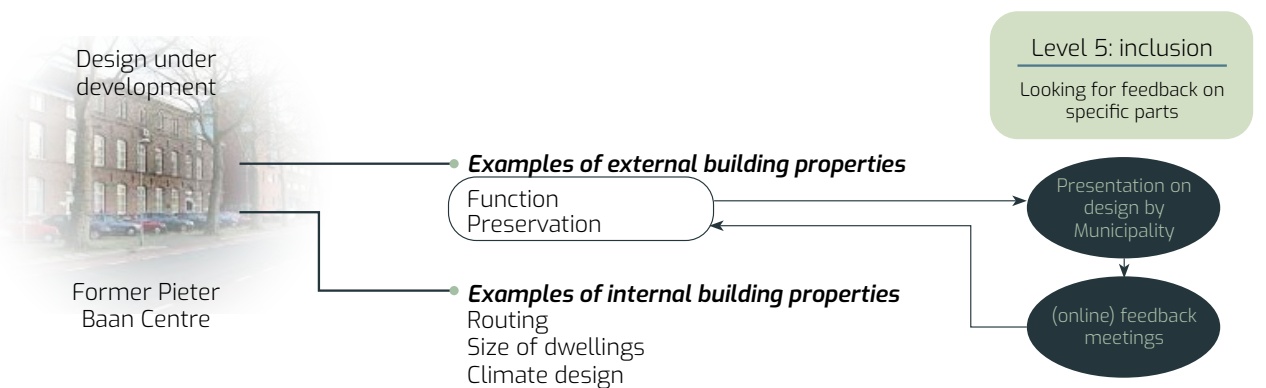 Design under
development
Former Pieter
Baan Centre
Examples of external building properties
Function
Preservation
Examples of internal building properties
Routing
Size of dwellings
Climate design
Level 5: inclusion
Looking for feedback on
specific parts
Presentation on
design by
Municipality
(online) feedback
meetings